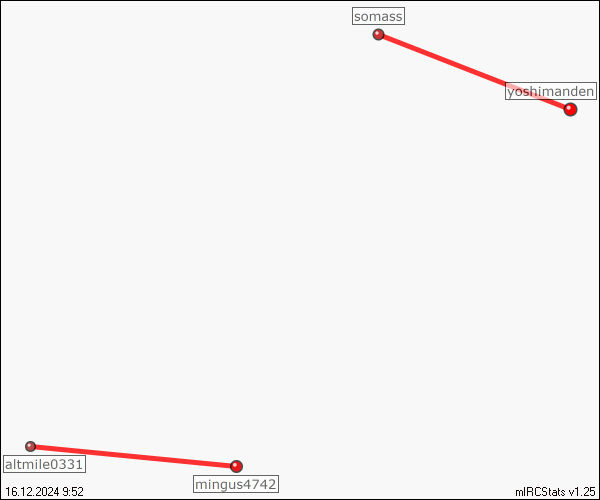 somass
yoshimanden
altmile0331
mingus4742
16.12.2024 9:52
mIRCStats v1.25